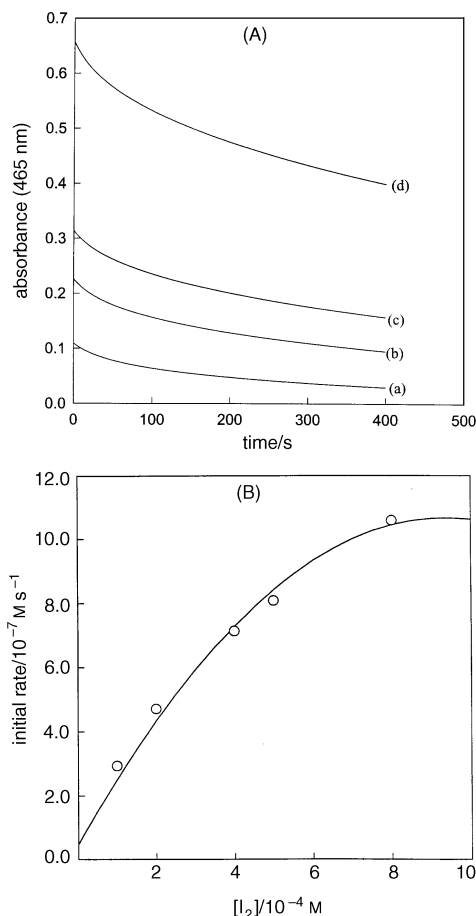 (A)
0.7
0.6
0.5
0.4
0.3
0.2
0.1
0.0
absorbance (465 nm)
(d)
(c)
(b)
(a)
0 100 200 300 400 500
time/s
(B)
12.0
10.0
8.0
6.0
4.0
2.0
0.0
initial rate/10⁻⁷ M s⁻¹
2 4 6 8 10
[I₂]/10⁻⁴ M